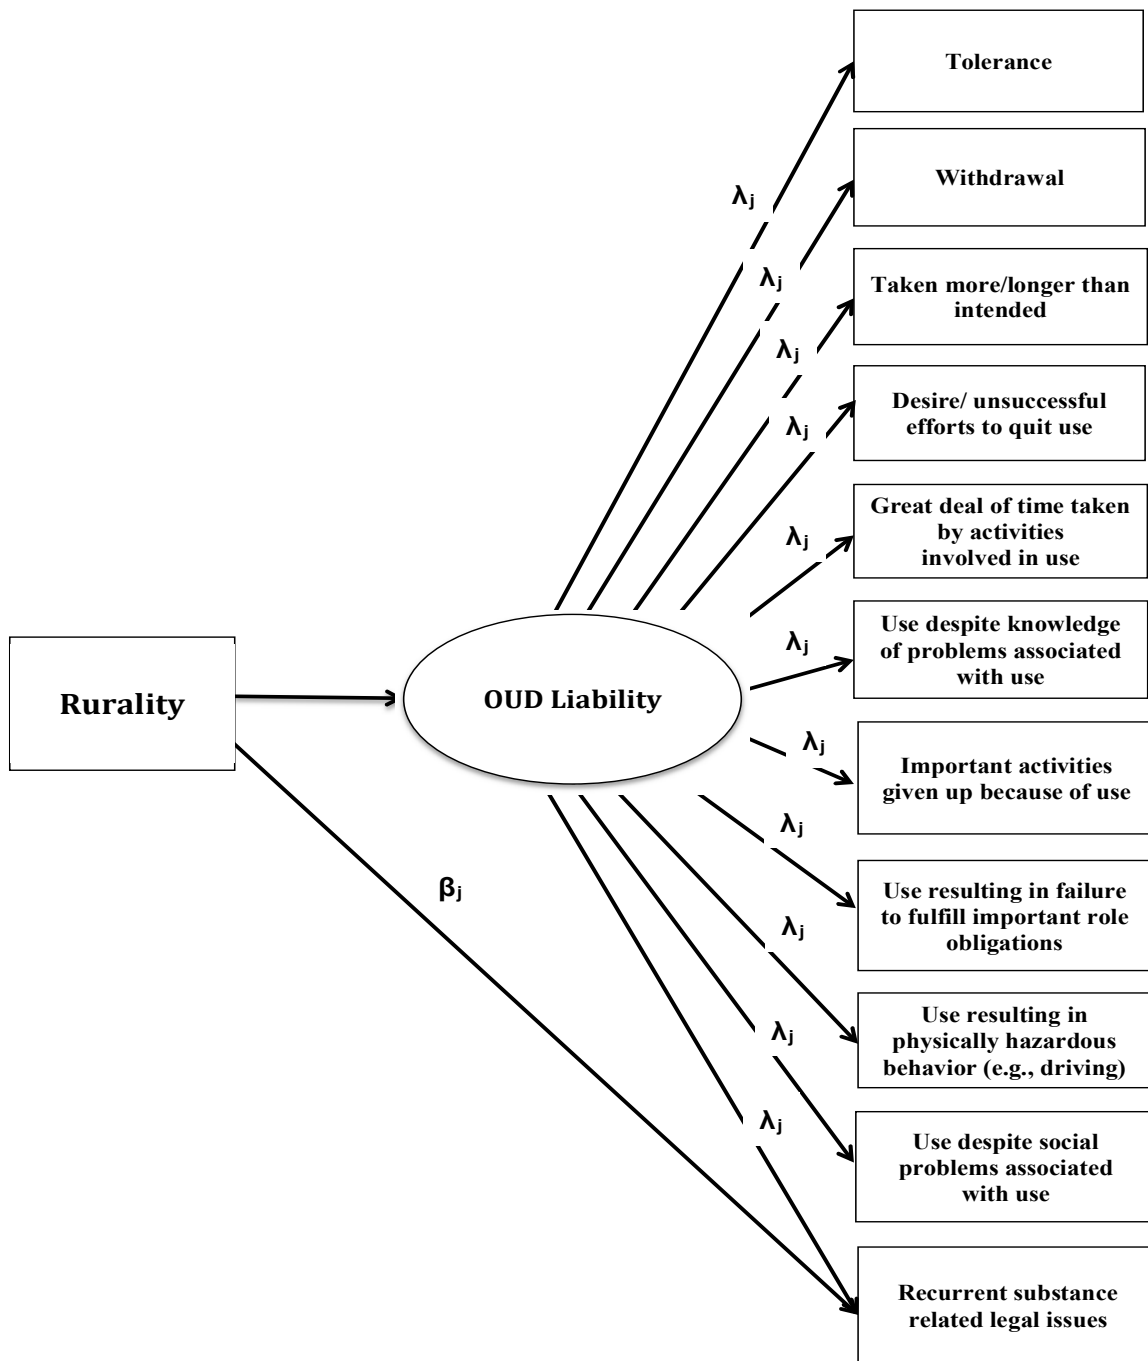 Tolerance
Withdrawal
λj
Taken more/longer than
intended
λj
λj
Desire/ unsuccessful
efforts to quit use
λj
Great deal of time taken
by activities
involved in use
λj
Use despite knowledge
of problems associated
with use
λj
Rurality
OUD Liability
Important activities
given up because of use
λj
λj
Use resulting in failure
to fulfill important role
obligations
βj
λj
Use resulting in
physically hazardous
behavior (e.g., driving)
λj
Use despite social
problems associated
with use
λj
Recurrent substance
related legal issues